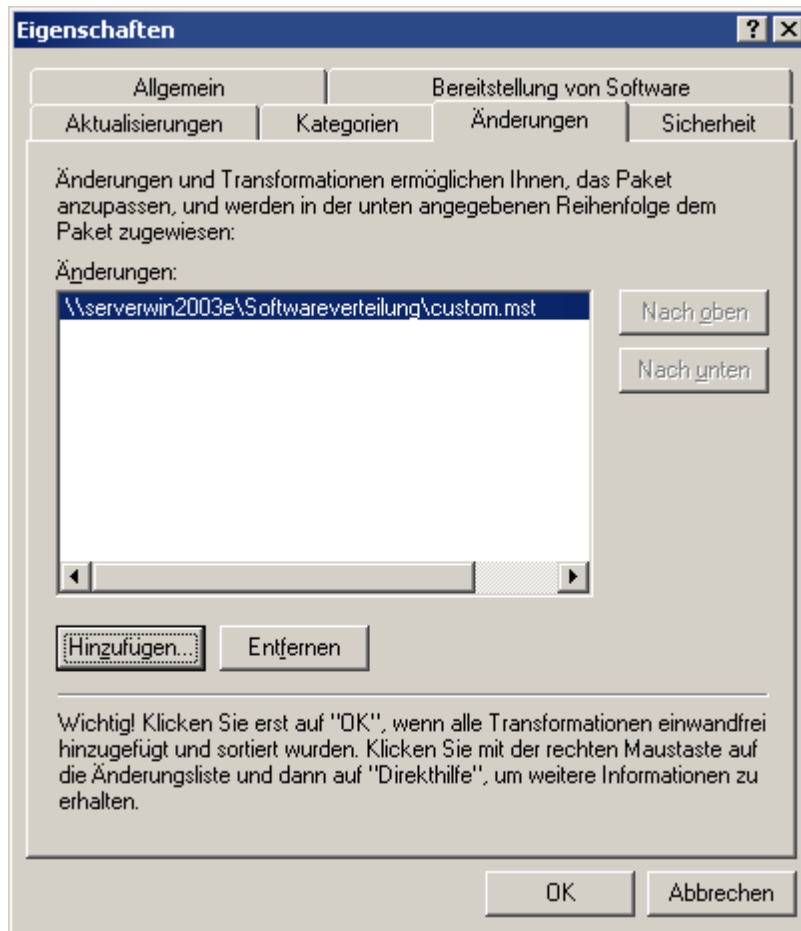 Eigenschaften
Allgemein
Bereitstellung von Software
Aktualisierungen
Kategorien
Änderungen
Sicherheit
Änderungen und Transformationen ermöglichen Ihnen, das Paket
anzupassen, und werden in der unten angegebenen Reihenfolge dem
Paket zugewiesen:
Änderungen:
\\serverwin2003e\Softwareverteilung\custom.mst
Nach oben
Nach unten
Hinzufügen...
Entfernen
Wichtig! Klicken Sie erst auf "OK", wenn alle Transformationen einwandfrei
hinzugefügt und sortiert wurden. Klicken Sie mit der rechten Maustaste auf
die Änderungsliste und dann auf "Direkthilfe", um weitere Informationen zu
erhalten.
OK
Abbrechen